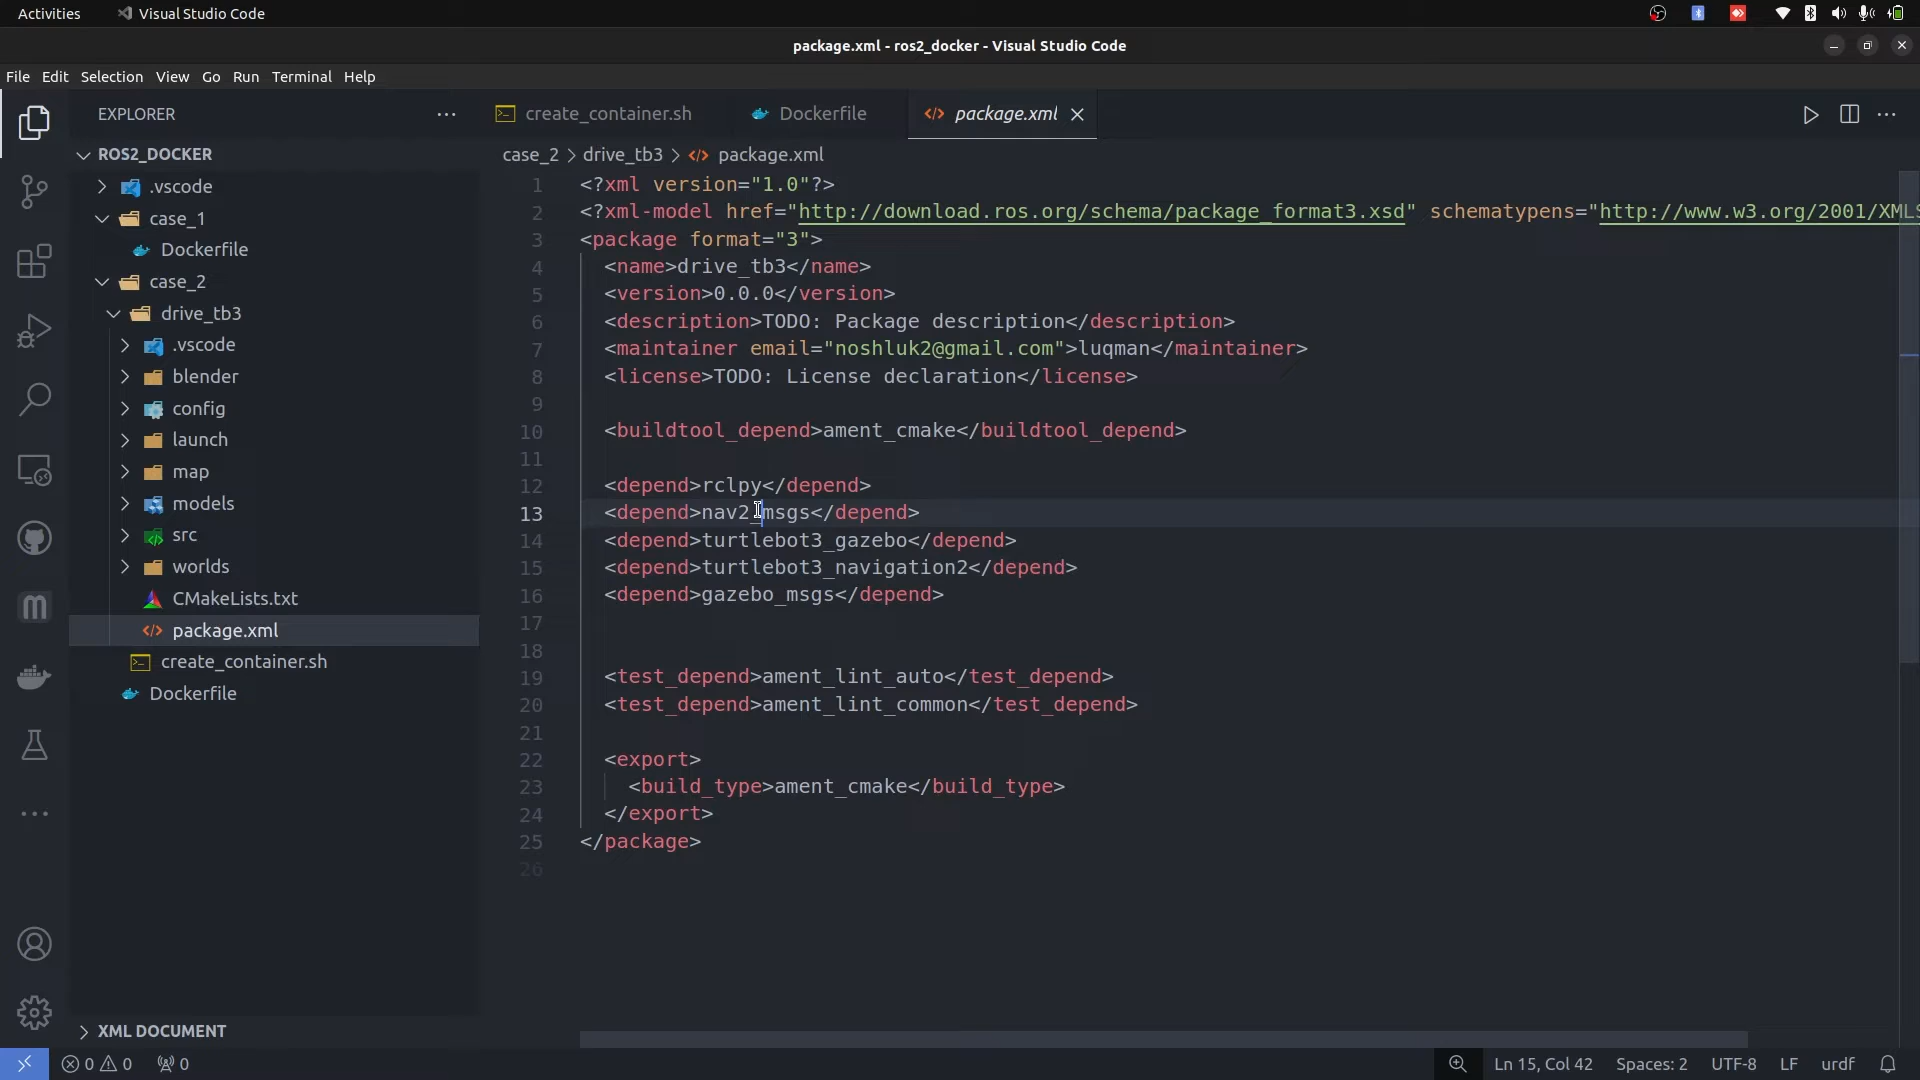 Activities
Visual Studio Code
package.xml - ros2_docker - Visual Studio Code
File Edit Selection View Go Run Terminal Help
EXPLORER
ROS2_DOCKER
.vscode
case_1
Dockerfile
case_2
drive_tb3
.vscode
blender
config
launch
map
models
src
worlds
CMakeLists.txt
package.xml
create_container.sh
Dockerfile
XML DOCUMENT
create_container.sh
Dockerfile
package.xml
case_2 > drive_tb3 > package.xml
1 <?xml version="1.0"?>
2 <?xml-model href="http://download.ros.org/schema/package_format3.xsd" schematypens="http://www.w3.org/2001/XMLS
3 <package format="3">
4 <name>drive_tb3</name>
5 <version>0.0.0</version>
6 <description>TODO: Package description</description>
7 <maintainer email="noshluk2@gmail.com">luqman</maintainer>
8 <license>TODO: License declaration</license>
9
10 <buildtool_depend>ament_cmake</buildtool_depend>
11
12 <depend>rclpy</depend>
13 <depend>nav2_msgs</depend>
14 <depend>turtlebot3_gazebo</depend>
15 <depend>turtlebot3_navigation2</depend>
16 <depend>gazebo_msgs</depend>
17
18
19 <test_depend>ament_lint_auto</test_depend>
20 <test_depend>ament_lint_common</test_depend>
21
22 <export>
23 <build_type>ament_cmake</build_type>
24 </export>
25 </package>
26
0 0 0
Ln 15, Col 42 Spaces: 2 UTF-8 LF urdf